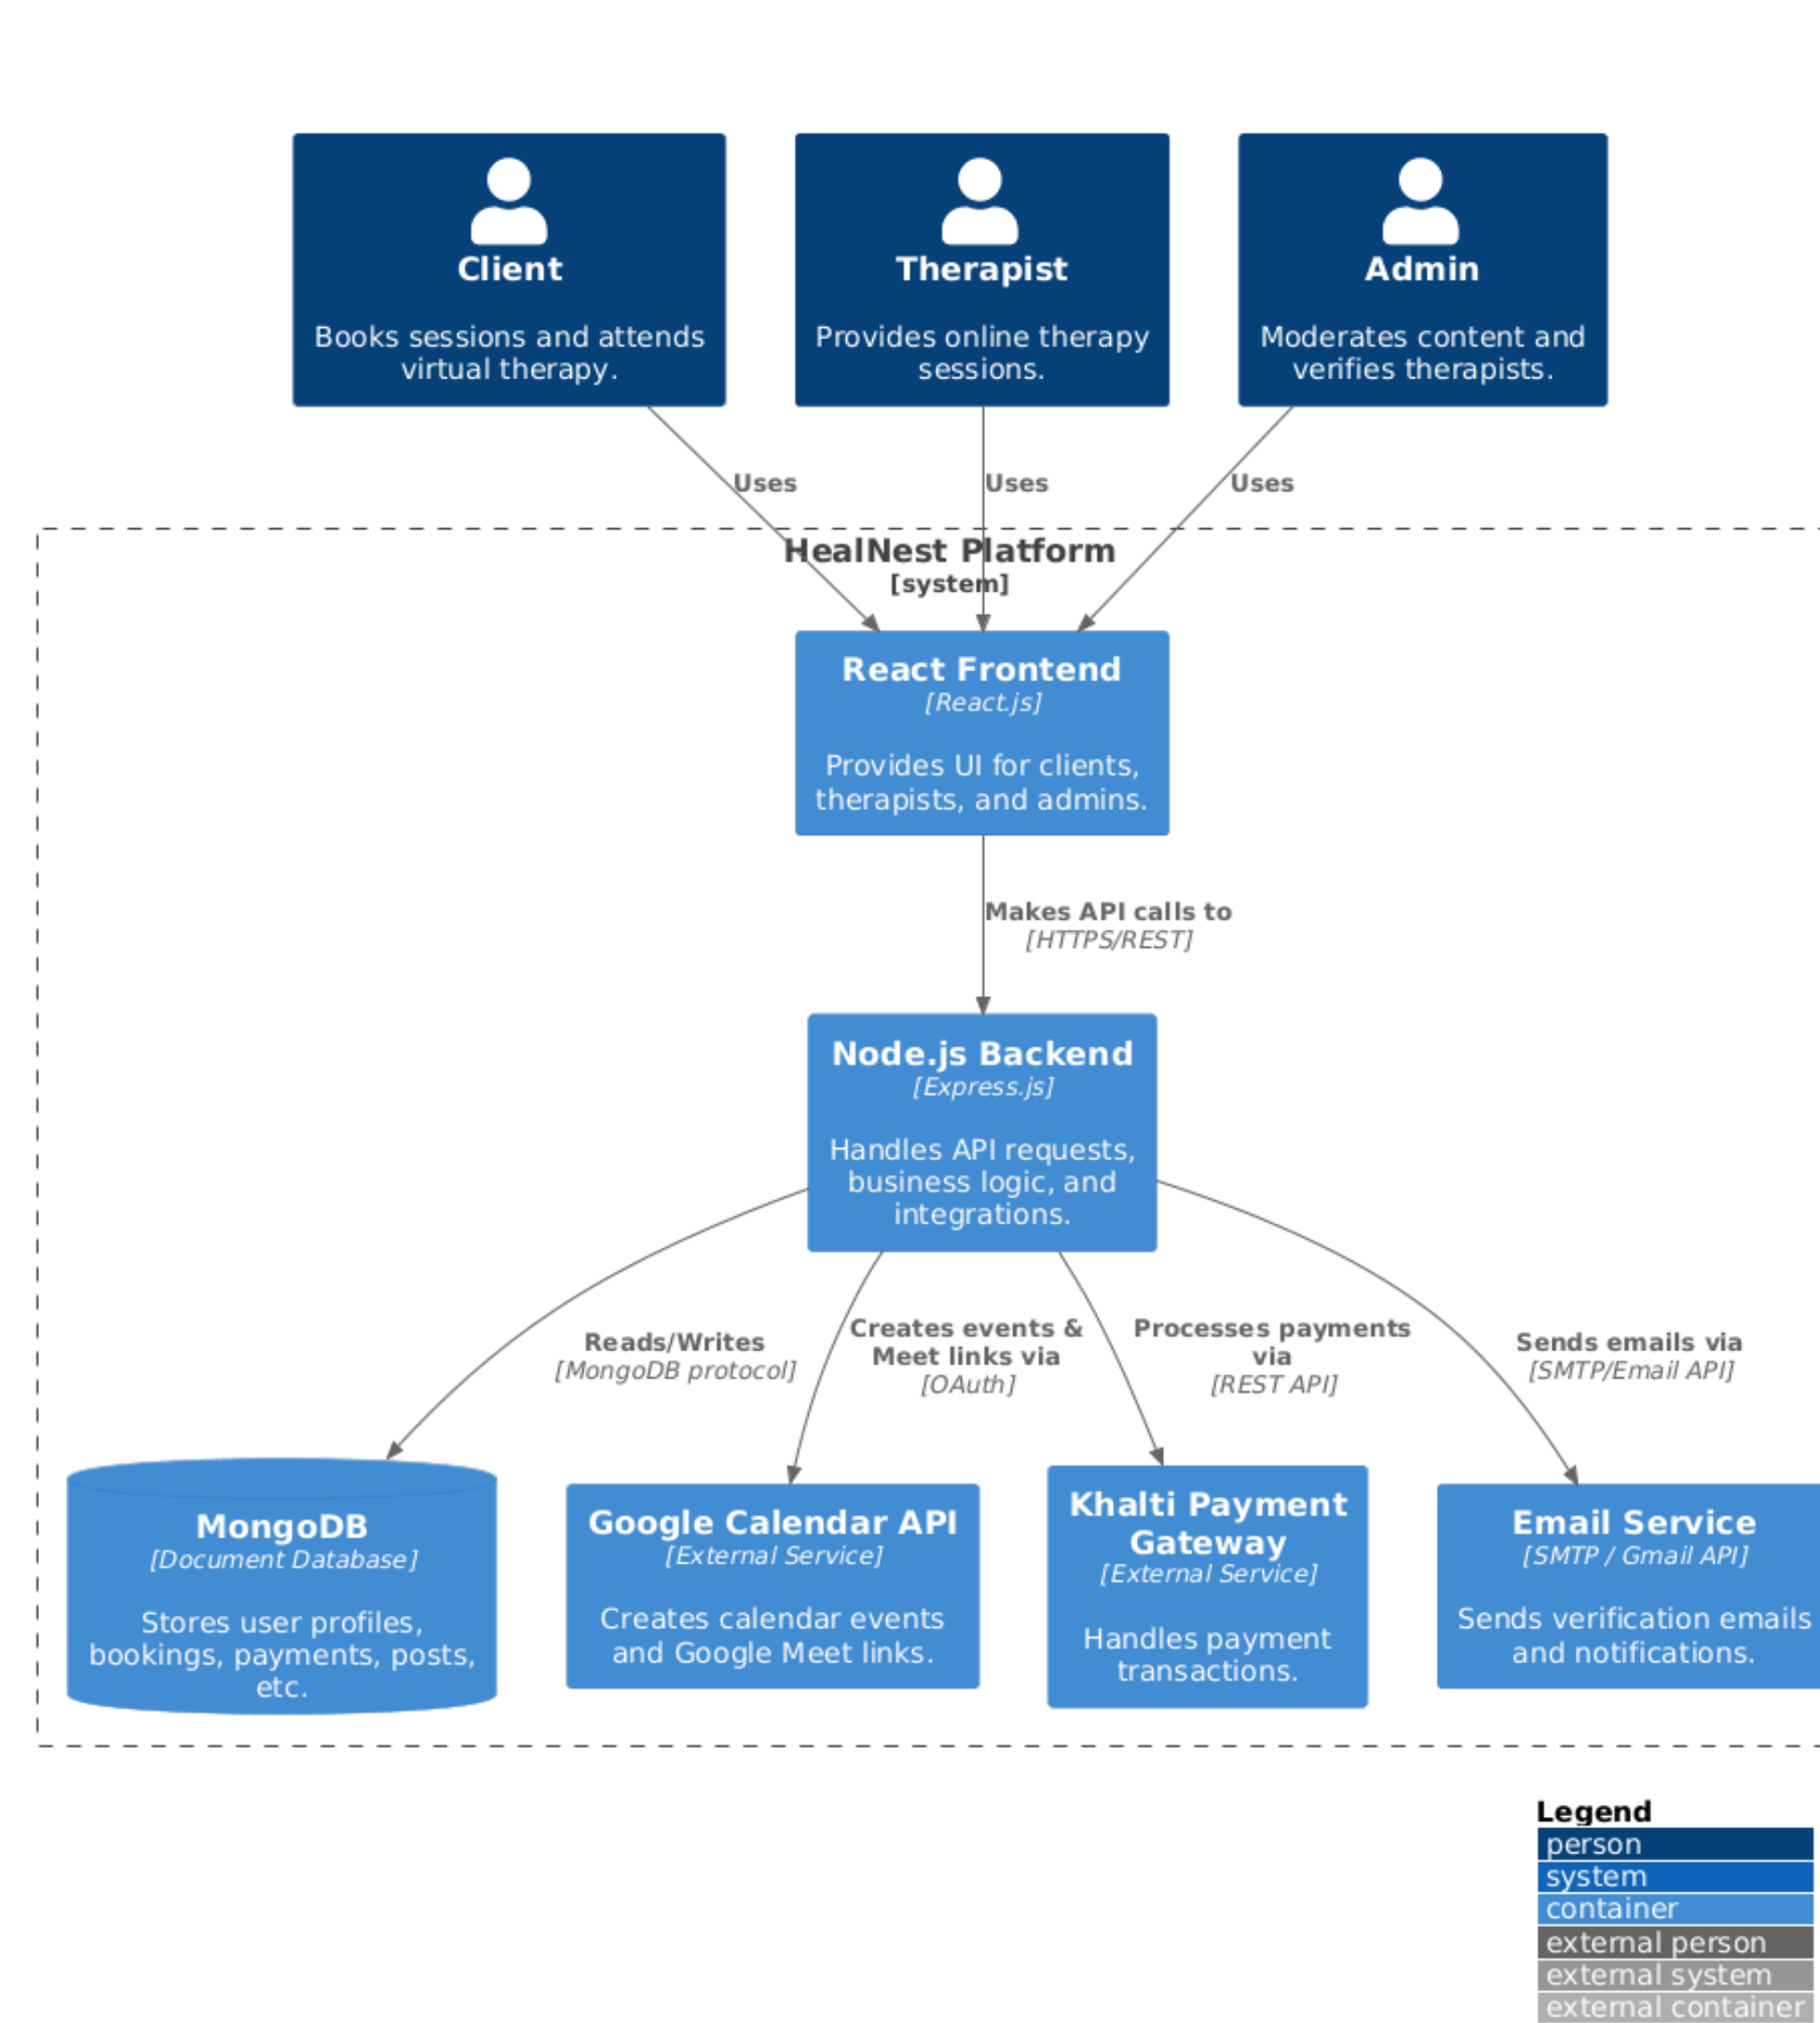 Client
Books sessions and attends
virtual therapy.
Therapist
Provides online therapy
sessions.
Admin
Moderates content and
verifies therapists.
Uses
Uses
Uses
HealNest Platform
[system]
React Frontend
[React.js]
Provides UI for clients,
therapists, and admins.
Makes API calls to
[HTTPS/REST]
Node.js Backend
[Express.js]
Handles API requests,
business logic, and
integrations.
Reads/Writes
[MongoDB protocol]
Creates events &
Meet links via
[OAuth]
Processes payments
via
[REST API]
Sends emails via
[SMTP/Email API]
MongoDB
[Document Database]
Stores user profiles,
bookings, payments, posts,
etc.
Google Calendar API
[External Service]
Creates calendar events
and Google Meet links.
Khalti Payment
Gateway
[External Service]
Handles payment
transactions.
Email Service
[SMTP / Gmail API]
Sends verification emails
and notifications.
Legend
person
system
container
external person
external system
external container